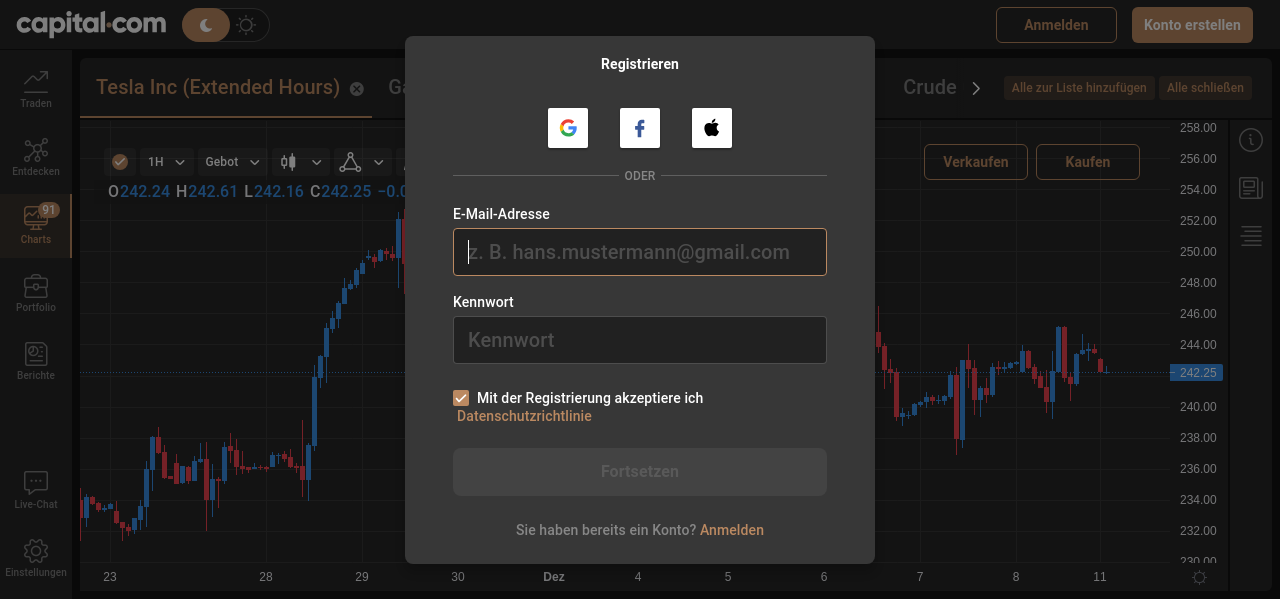 capital.com
Anmelden
Konto erstellen
Registrieren
Tesla Inc (Extended Hours)
Crude
Alle zur Liste hinzufügen
Alle schließen
Traden
Entdecken
91
Charts
Portfolio
Berichte
Live-Chat
Einstellungen
1H
Gebot
O242.24 H242.61 L242.16 C242.25 −0.0
Verkaufen
Kaufen
ODER
E-Mail-Adresse
z. B. hans.mustermann@gmail.com
Kennwort
Kennwort
Mit der Registrierung akzeptiere ich
Datenschutzrichtlinie
Fortsetzen
Sie haben bereits ein Konto? Anmelden
258.00
256.00
254.00
252.00
250.00
248.00
246.00
244.00
242.25
240.00
238.00
236.00
234.00
232.00
230.00
23
28
29
30
Dez
4
5
6
7
8
11